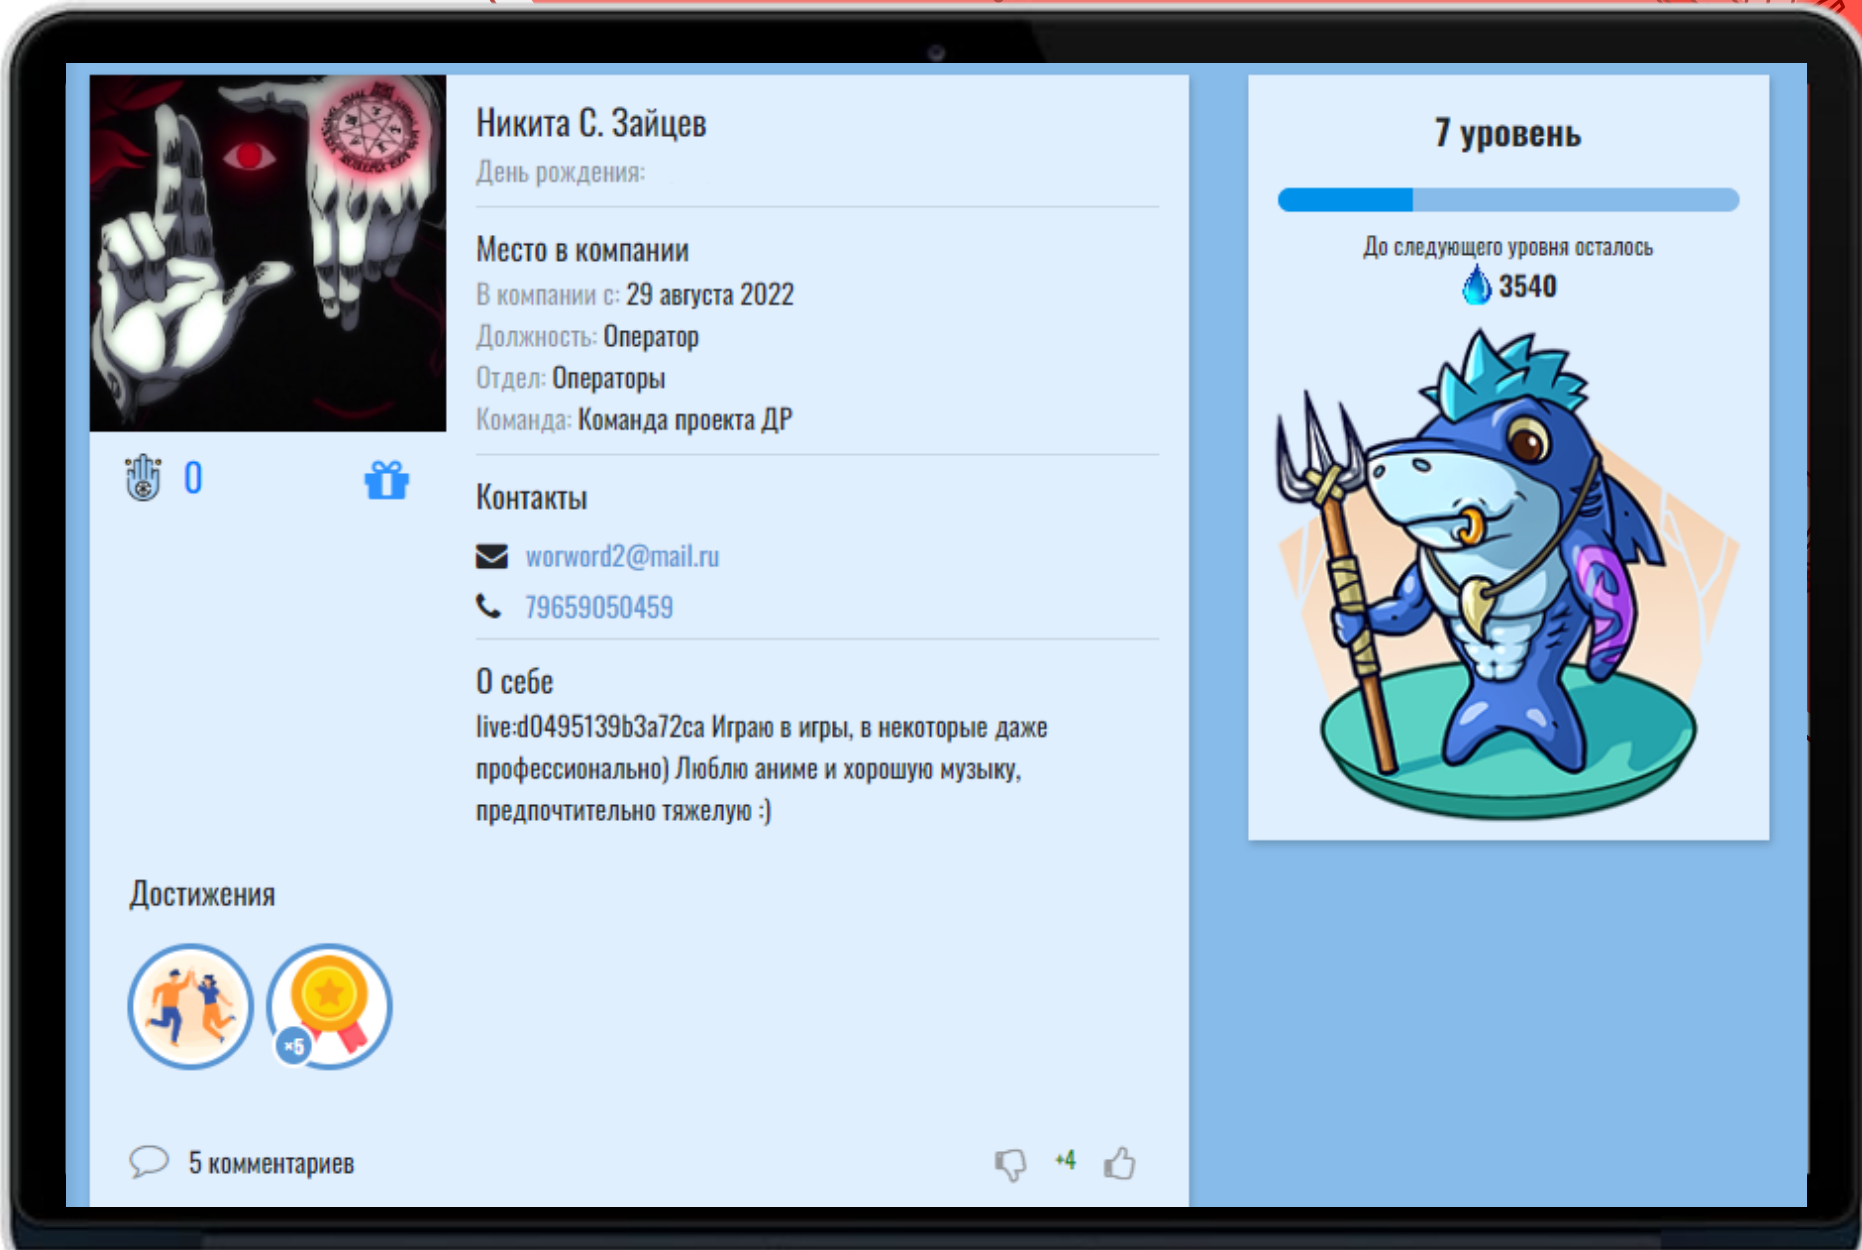 Никита С. Зайцев
День рождения:
Место в компании
В компании с: 29 августа 2022
Должность: Оператор
Отдел: Операторы
Команда: Команда проекта ДР
0
Контакты
worword2@mail.ru
79659050459
О себе
live:d0495139b3a72ca Играю в игры, в некоторые даже
профессионально) Люблю аниме и хорошую музыку,
предпочтительно тяжелую :)
Достижения
×5
5 комментариев
+4
7 уровень
До следующего уровня осталось
3540